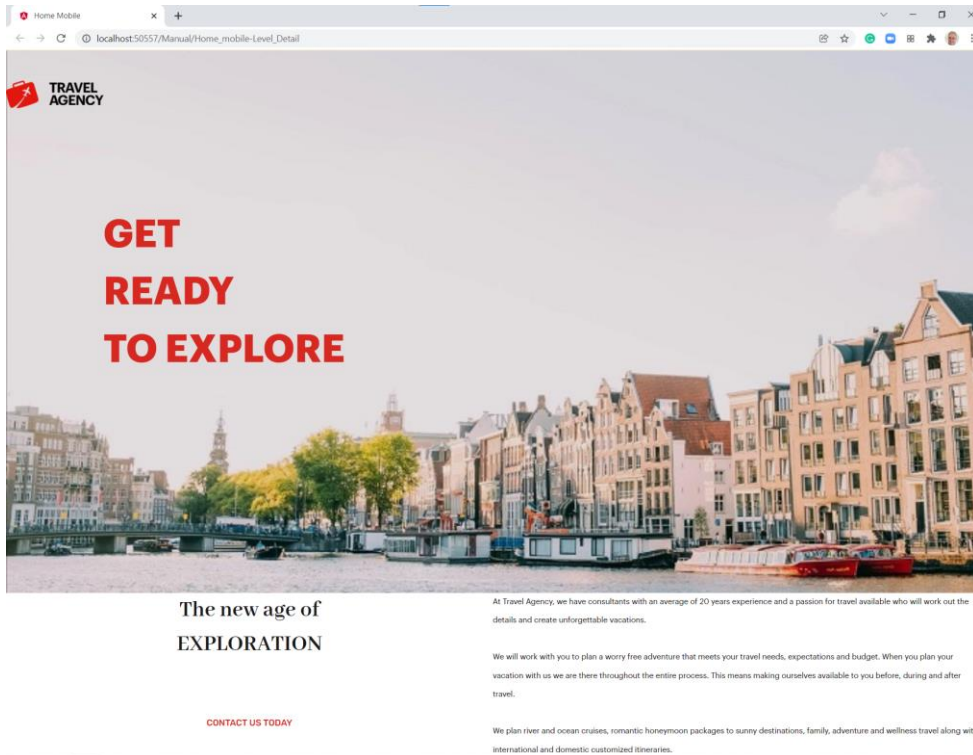 Home Mobile
localhost:50557/Manual/Home_mobile-Level_Detail
TRAVEL
AGENCY
GET
READY
TO EXPLORE
The new age of
EXPLORATION
CONTACT US TODAY
At Travel Agency, we have consultants with an average of 20 years experience and a passion for travel available who will work out the
details and create unforgettable vacations.
We will work with you to plan a worry free adventure that meets your travel needs, expectations and budget. When you plan your
vacation with us we are there throughout the entire process. This means making ourselves available to you before, during and after
travel.
We plan river and ocean cruises, romantic honeymoon packages to sunny destinations, family, adventure and wellness travel along wi
international and domestic customized itineraries.